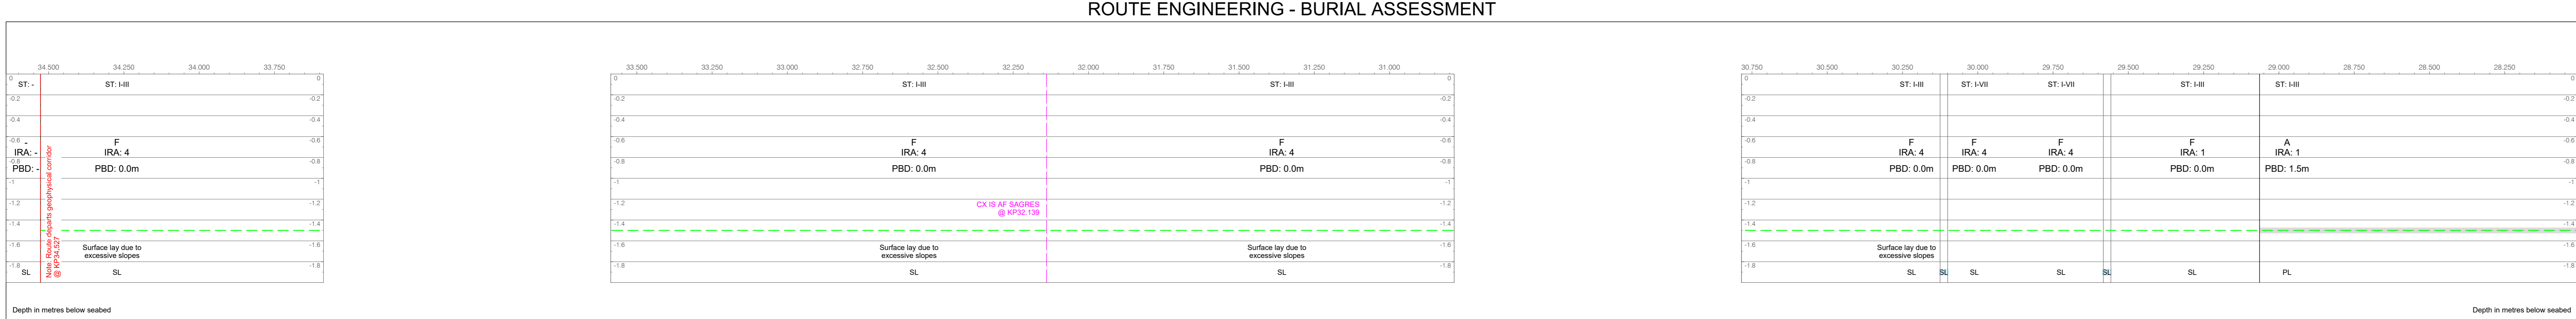 ROUTE ENGINEERING - BURIAL ASSESSMENT
34.500 34.250 34.000 33.750
33.500 33.250 33.000 32.750 32.500 32.250 32.000 31.750 31.500 31.250 31.000
30.750 30.500 30.250 30.000 29.750 29.500 29.250 29.000 28.750 28.500 28.250
0 0 0 0 0 0
ST: - ST: I-III ST: I-III ST: I-III ST: I-III ST: I-VII ST: I-VII ST: I-III ST: I-III
-0.2 -0.2 -0.2 -0.2 -0.2 -0.2
-0.4 -0.4 -0.4 -0.4 -0.4 -0.4
-0.6 -0.6 -0.6 -0.6 -0.6 -0.6
- F F F F F F F A
IRA: - IRA: 4 IRA: 4 IRA: 4 IRA: 4 IRA: 4 IRA: 4 IRA: 1 IRA: 1
-0.8 -0.8 -0.8 -0.8 -0.8 -0.8
PBD: - PBD: 0.0m PBD: 0.0m PBD: 0.0m PBD: 0.0m PBD: 0.0m PBD: 0.0m PBD: 0.0m PBD: 1.5m
-1 -1 -1 -1 -1 -1
-1.2 -1.2 -1.2 -1.2 -1.2 -1.2
CX IS AF SAGRES
@ KP32.139
-1.4 -1.4 -1.4 -1.4 -1.4 -1.4
-1.6 -1.6 -1.6 -1.6 -1.6 -1.6
Note: Route departs geophysical corridor
@ KP34.527
Surface lay due to
excessive slopes
Surface lay due to
excessive slopes
Surface lay due to
excessive slopes
Surface lay due to
excessive slopes
-1.8 -1.8 -1.8 -1.8 -1.8 -1.8
SL SL SL SL SL SL SL SL SL SL PL
Depth in metres below seabed Depth in metres below seabed